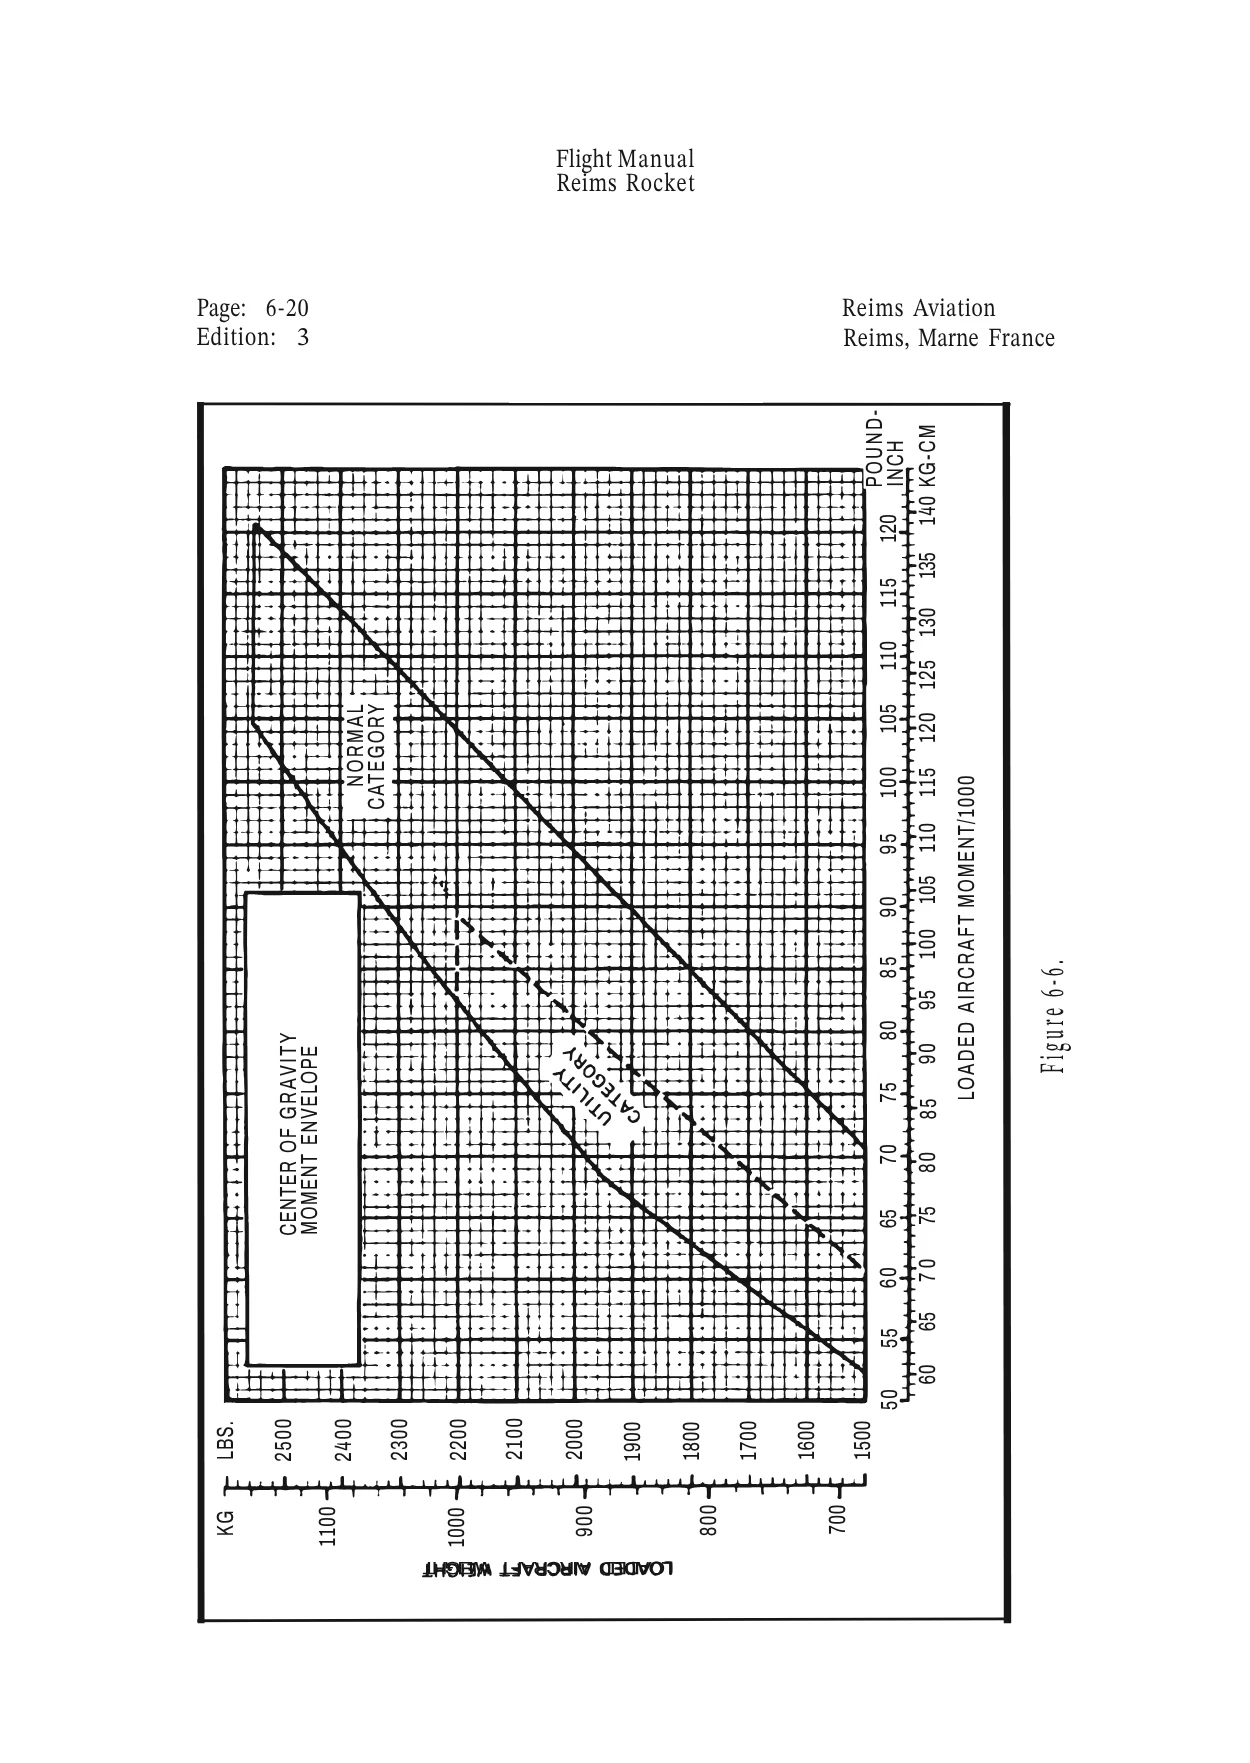 Flight Manual
Reims Rocket
Page: 6-20
Edition: 3
Reims Aviation
Reims, Marne France
CENTER OF GRAVITY
MOMENT ENVELOPE
NORMAL
CATEGORY
UTILITY
CATEGORY
LOADED AIRCRAFT WEIGHT
KG
1100
1000
900
800
700
LBS.
2500
2400
2300
2200
2100
2000
1900
1800
1700
1600
1500
50 55 60 65 70 75 80 85 90 95 100 105 110 115 120 POUND-
INCH
60 65 70 75 80 85 90 95 100 105 110 115 120 125 130 135 140 KG-CM
LOADED AIRCRAFT MOMENT/1000
Figure 6-6.